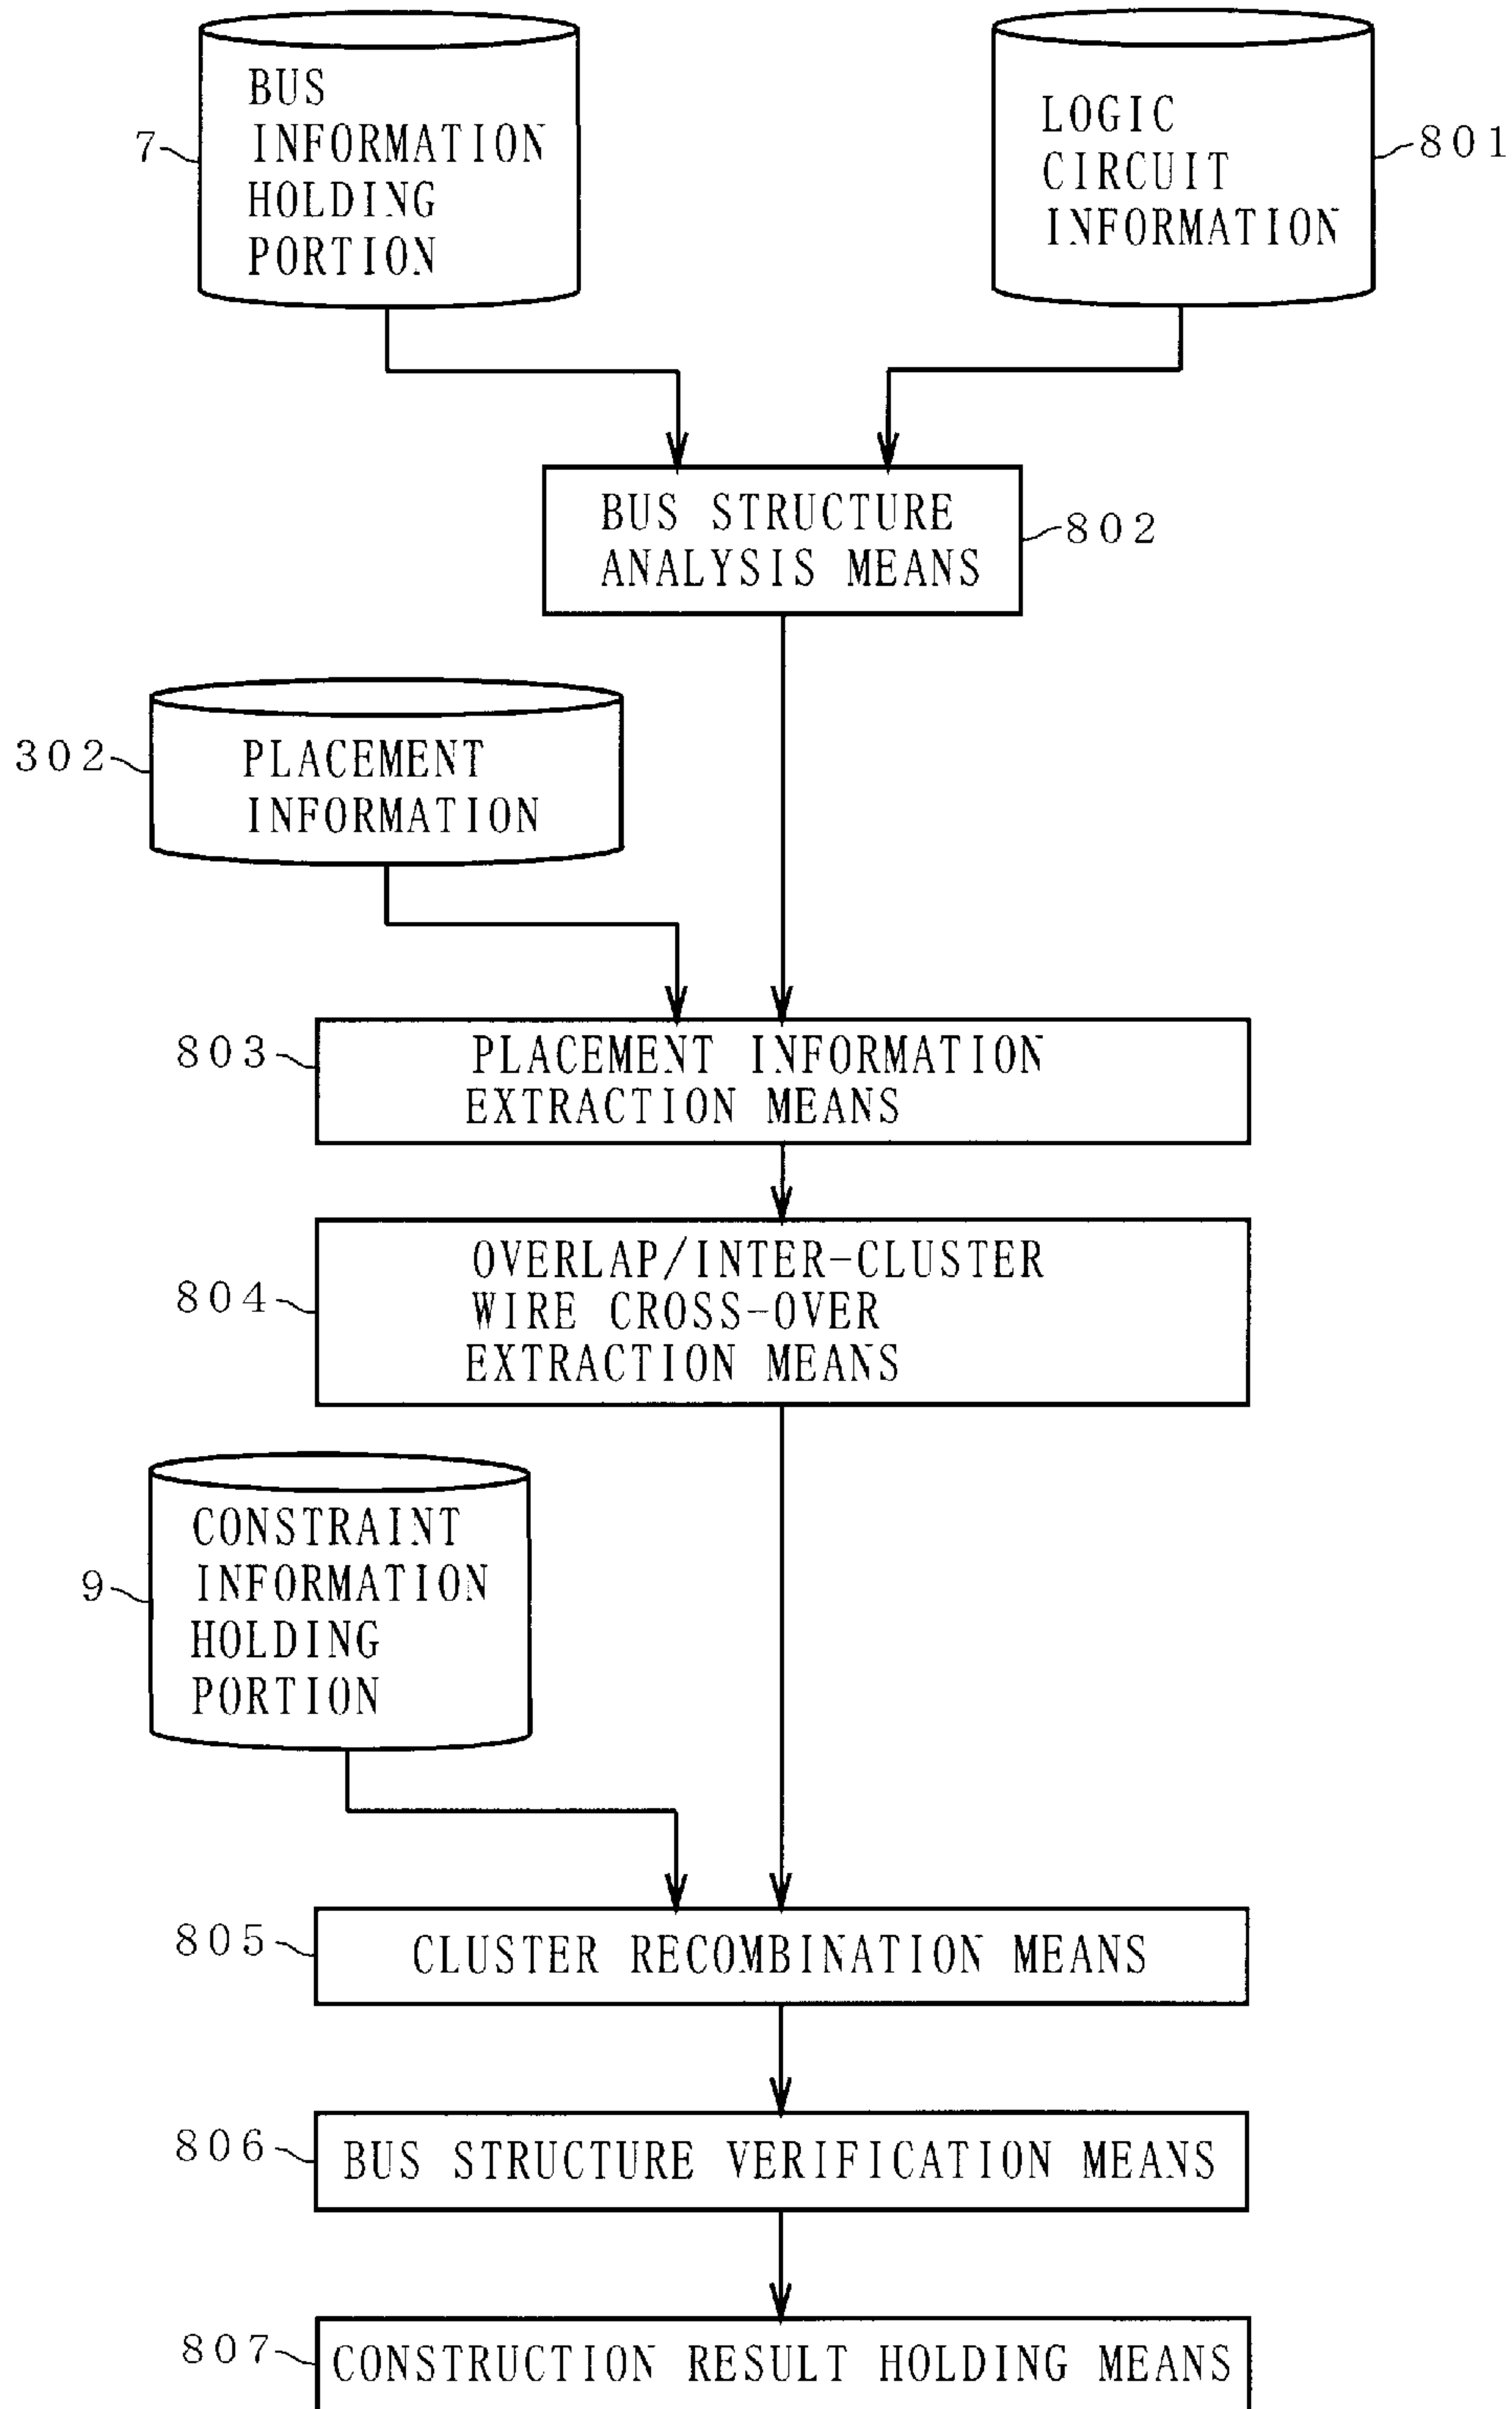 BUS
INFORMATION
HOLDING
PORTION
7
LOGIC
CIRCUIT
INFORMATION
801
BUS STRUCTURE
ANALYSIS MEANS
802
302
PLACEMENT
INFORMATION
803
PLACEMENT INFORMATION
EXTRACTION MEANS
804
OVERLAP/INTER-CLUSTER
WIRE CROSS-OVER
EXTRACTION MEANS
CONSTRAINT
INFORMATION
HOLDING
PORTION
9
805
CLUSTER RECOMBINATION MEANS
806
BUS STRUCTURE VERIFICATION MEANS
807
CONSTRUCTION RESULT HOLDING MEANS